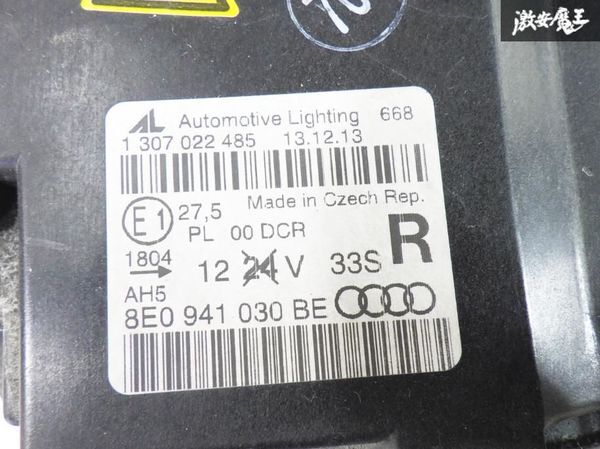 激安魔王
AL Automotive Lighting 668
1 307 022 485 13.12.13
E1 27,5 Made in Czech Rep.
PL 00 DCR
R
1804 12 24 V 33S
AH5
8E0 941 030 BE